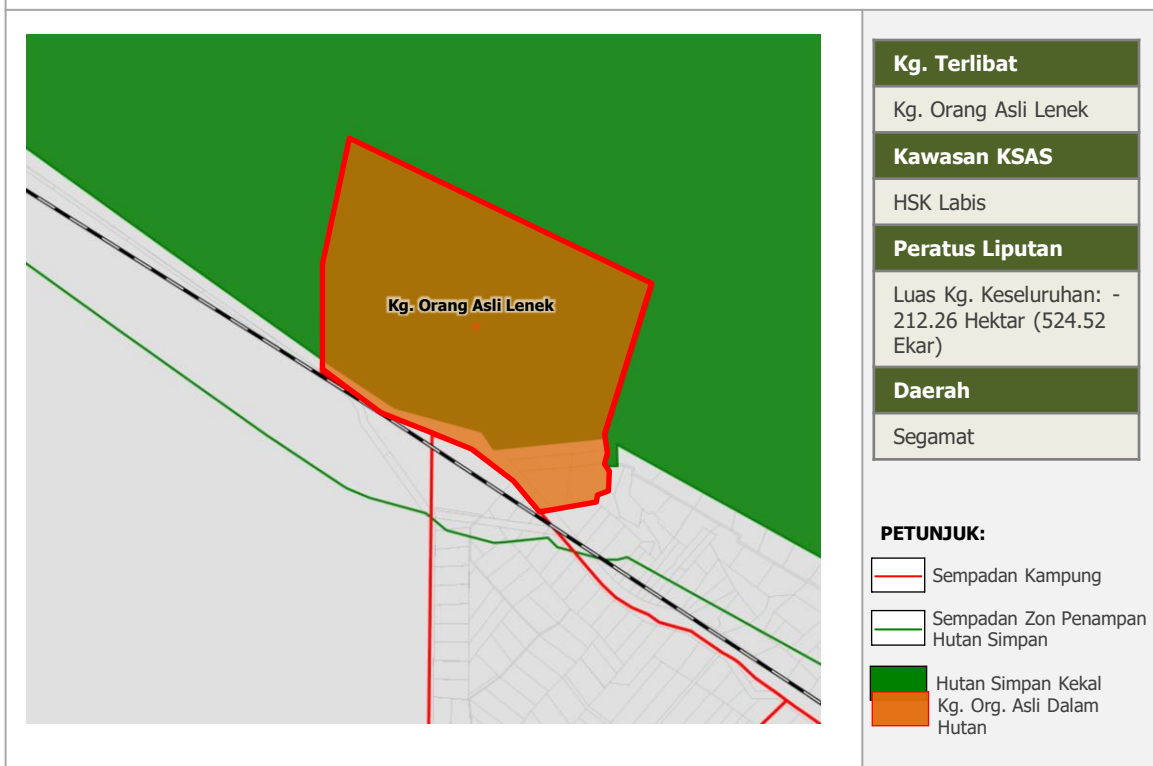 Kg. Orang Asli Lenek
Kg. Terlibat
Kg. Orang Asli Lenek
Kawasan KSAS
HSK Labis
Peratus Liputan
Luas Kg. Keseluruhan: -
212.26 Hektar (524.52
Ekar)
Daerah
Segamat
PETUNJUK:
Sempadan Kampung
Sempadan Zon Penampan
Hutan Simpan
Hutan Simpan Kekal
Kg. Org. Asli Dalam
Hutan